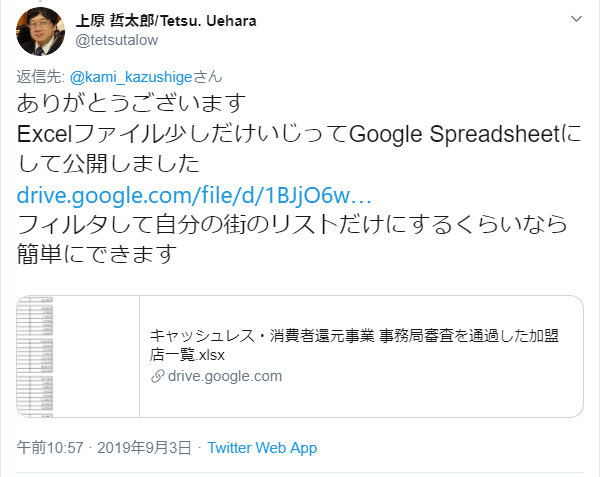 上原 哲太郎/Tetsu. Uehara
@tetsutalow
返信先: @kami_kazushigeさん
ありがとうございます
Excelファイル少しだけいじってGoogle Spreadsheetに
して公開しました
drive.google.com/file/d/1BJjO6w…
フィルタして自分の街のリストだけにするくらいなら
簡単にできます
キャッシュレス・消費者還元事業 事務局審査を通過した加盟
店一覧.xlsx
drive.google.com
午前10:57 · 2019年9月3日 · Twitter Web App